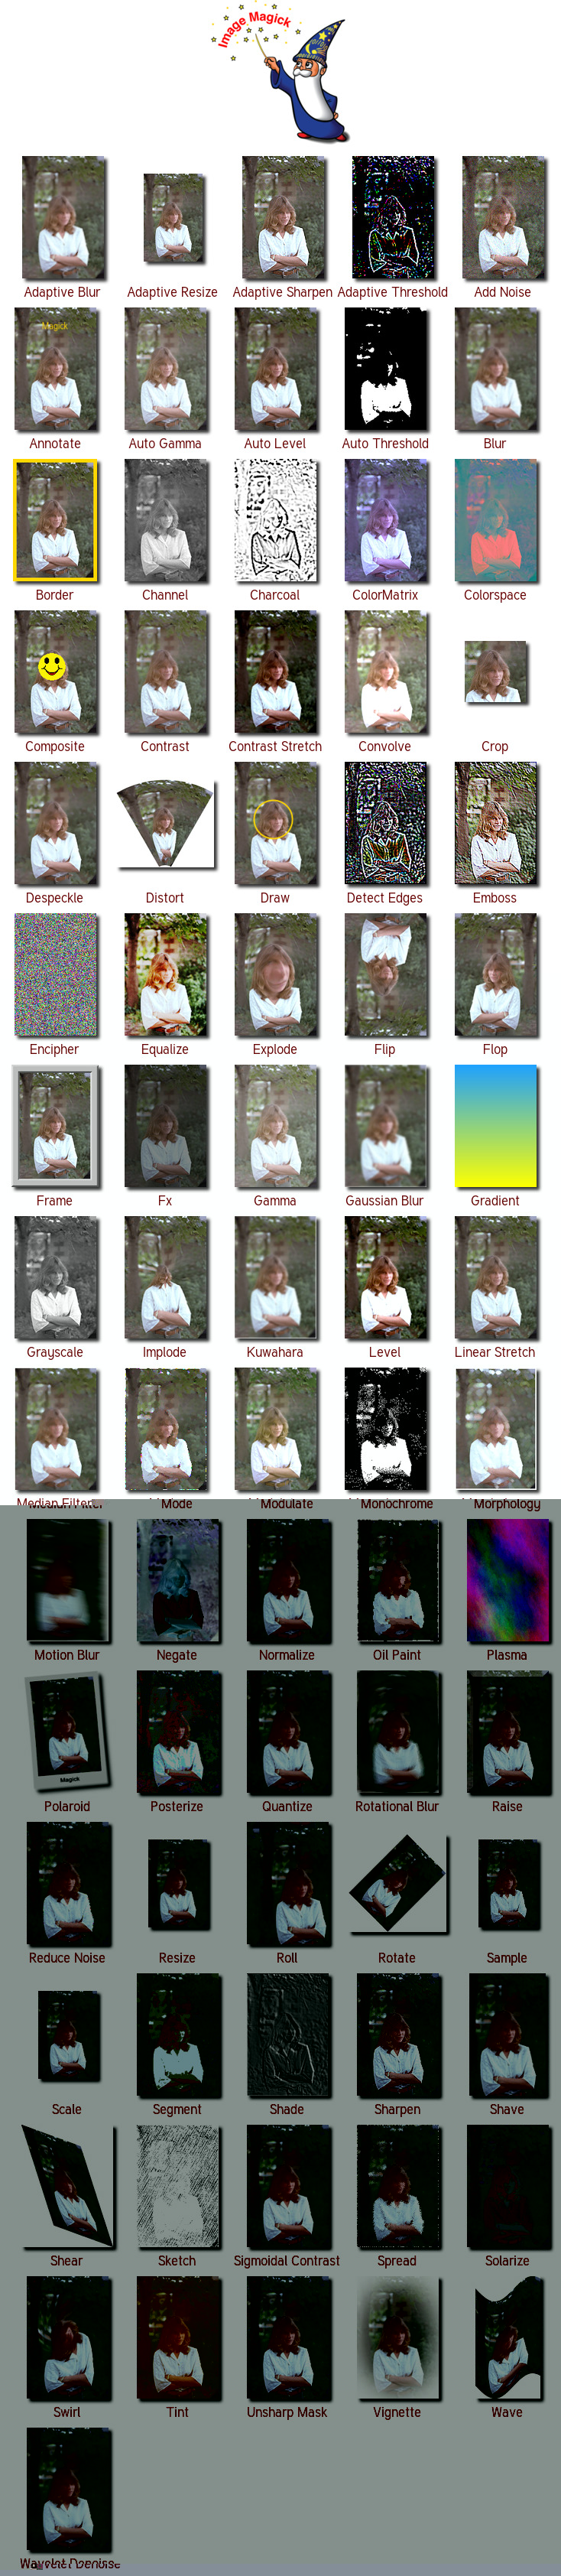 Image Magick
Adaptive Blur Adaptive Resize Adaptive Sharpen Adaptive Threshold Add Noise
Magick
Annotate Auto Gamma Auto Level Auto Threshold Blur
Border Channel Charcoal ColorMatrix Colorspace
Composite Contrast Contrast Stretch Convolve Crop
Despeckle Distort Draw Detect Edges Emboss
Encipher Equalize Explode Flip Flop
Frame Fx Gamma Gaussian Blur Gradient
Grayscale Implode Kuwahara Level Linear Stretch
Median Filter Mode Modulate Monochrome Morphology
Motion Blur Negate Normalize Oil Paint Plasma
Magick
Polaroid Posterize Quantize Rotational Blur Raise
Reduce Noise Resize Roll Rotate Sample
Scale Segment Shade Sharpen Shave
Shear Sketch Sigmoidal Contrast Spread Solarize
Swirl Tint Unsharp Mask Vignette Wave
Wavelet Denoise